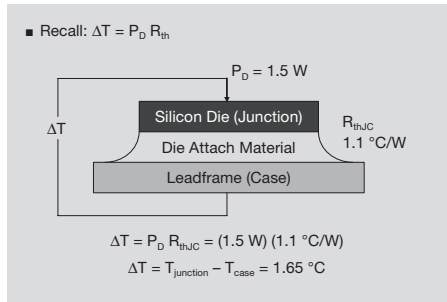 ■ Recall: ΔT = P_D R_th
P_D = 1.5 W
Silicon Die (Junction)
ΔT
R_thJC
1.1 °C/W
Die Attach Material
Leadframe (Case)
ΔT = P_D R_thJC = (1.5 W) (1.1 °C/W)
ΔT = T_junction – T_case = 1.65 °C